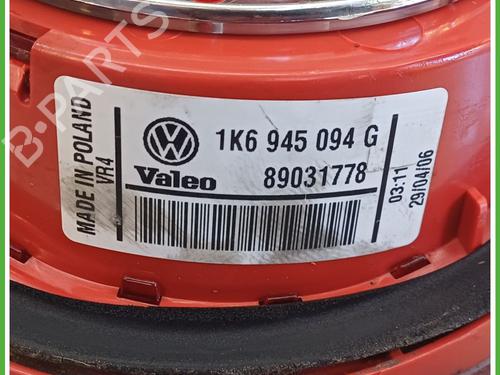 MADE IN POLAND
VR4
1K6 945 094 G
Valeo
89031778
03:11
29/04/06
B-PARTS